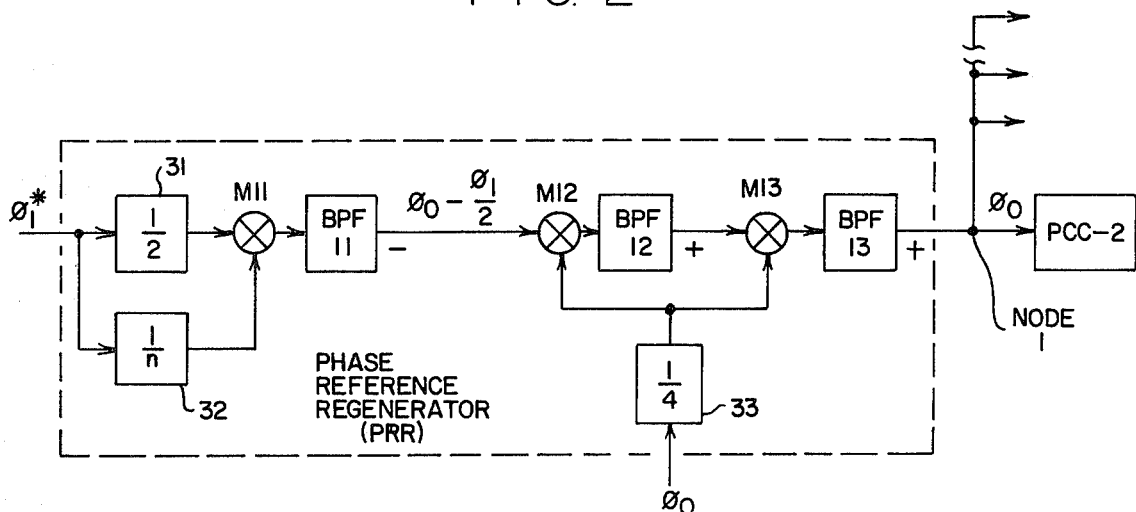 FIG. 2
Ø₁*
31
1/2
M11
BPF 11
−
Ø₀ − Ø₁/2
M12
BPF 12
+
M13
BPF 13
+
Ø₀
PCC-2
NODE 1
1/n
32
PHASE
REFERENCE
REGENERATOR
(PRR)
1/4
33
Ø₀